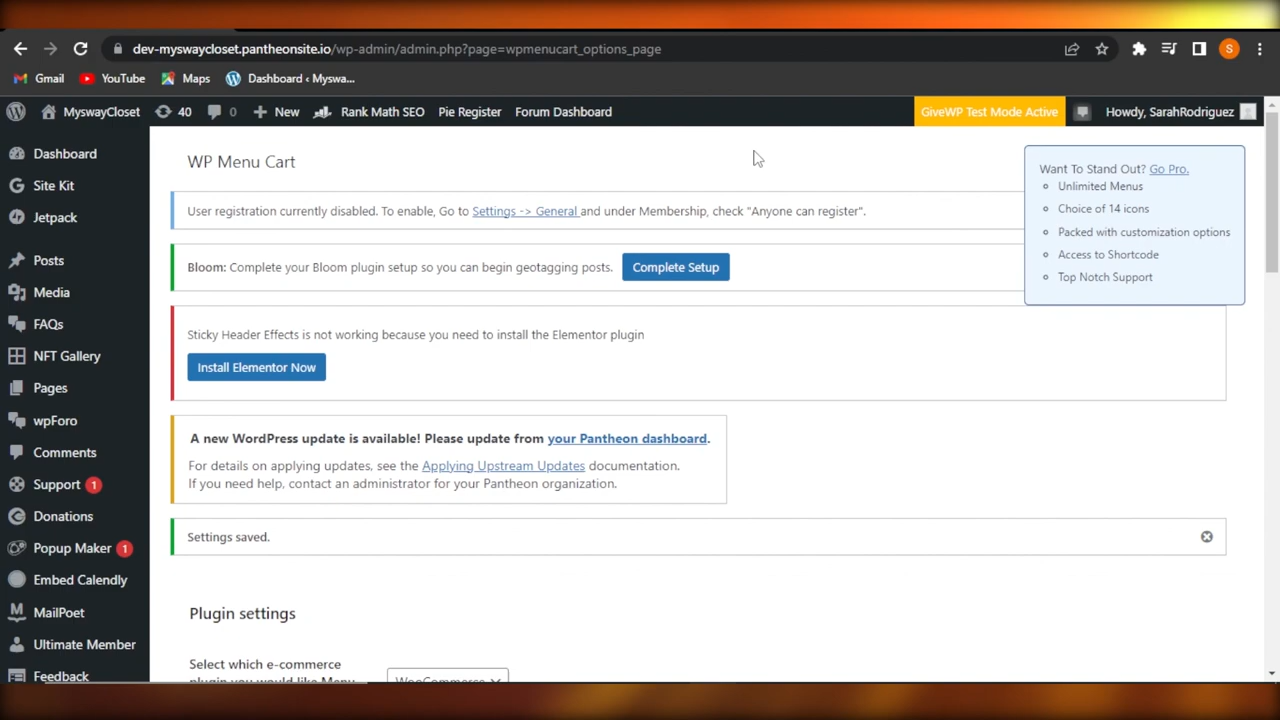 dev-myswaycloset.pantheonsite.io/wp-admin/admin.php?page=wpmenucart_options_page
S
Gmail YouTube Maps Dashboard ‹ Myswa...
MyswayCloset 40 0 New Rank Math SEO Pie Register Forum Dashboard GiveWP Test Mode Active Howdy, SarahRodriguez
Dashboard
Site Kit
Jetpack
Posts
Media
FAQs
NFT Gallery
Pages
wpForo
Comments
Support 1
Donations
Popup Maker 1
Embed Calendly
MailPoet
Ultimate Member
Feedback
WP Menu Cart
Want To Stand Out? Go Pro.
Unlimited Menus
Choice of 14 icons
Packed with customization options
Access to Shortcode
Top Notch Support
User registration currently disabled. To enable, Go to Settings -> General and under Membership, check "Anyone can register".
Bloom: Complete your Bloom plugin setup so you can begin geotagging posts. Complete Setup
Sticky Header Effects is not working because you need to install the Elementor plugin
Install Elementor Now
A new WordPress update is available! Please update from your Pantheon dashboard.
For details on applying updates, see the Applying Upstream Updates documentation.
If you need help, contact an administrator for your Pantheon organization.
Settings saved.
Plugin settings
Select which e-commerce
plugin you would like Menu
WooCommerce